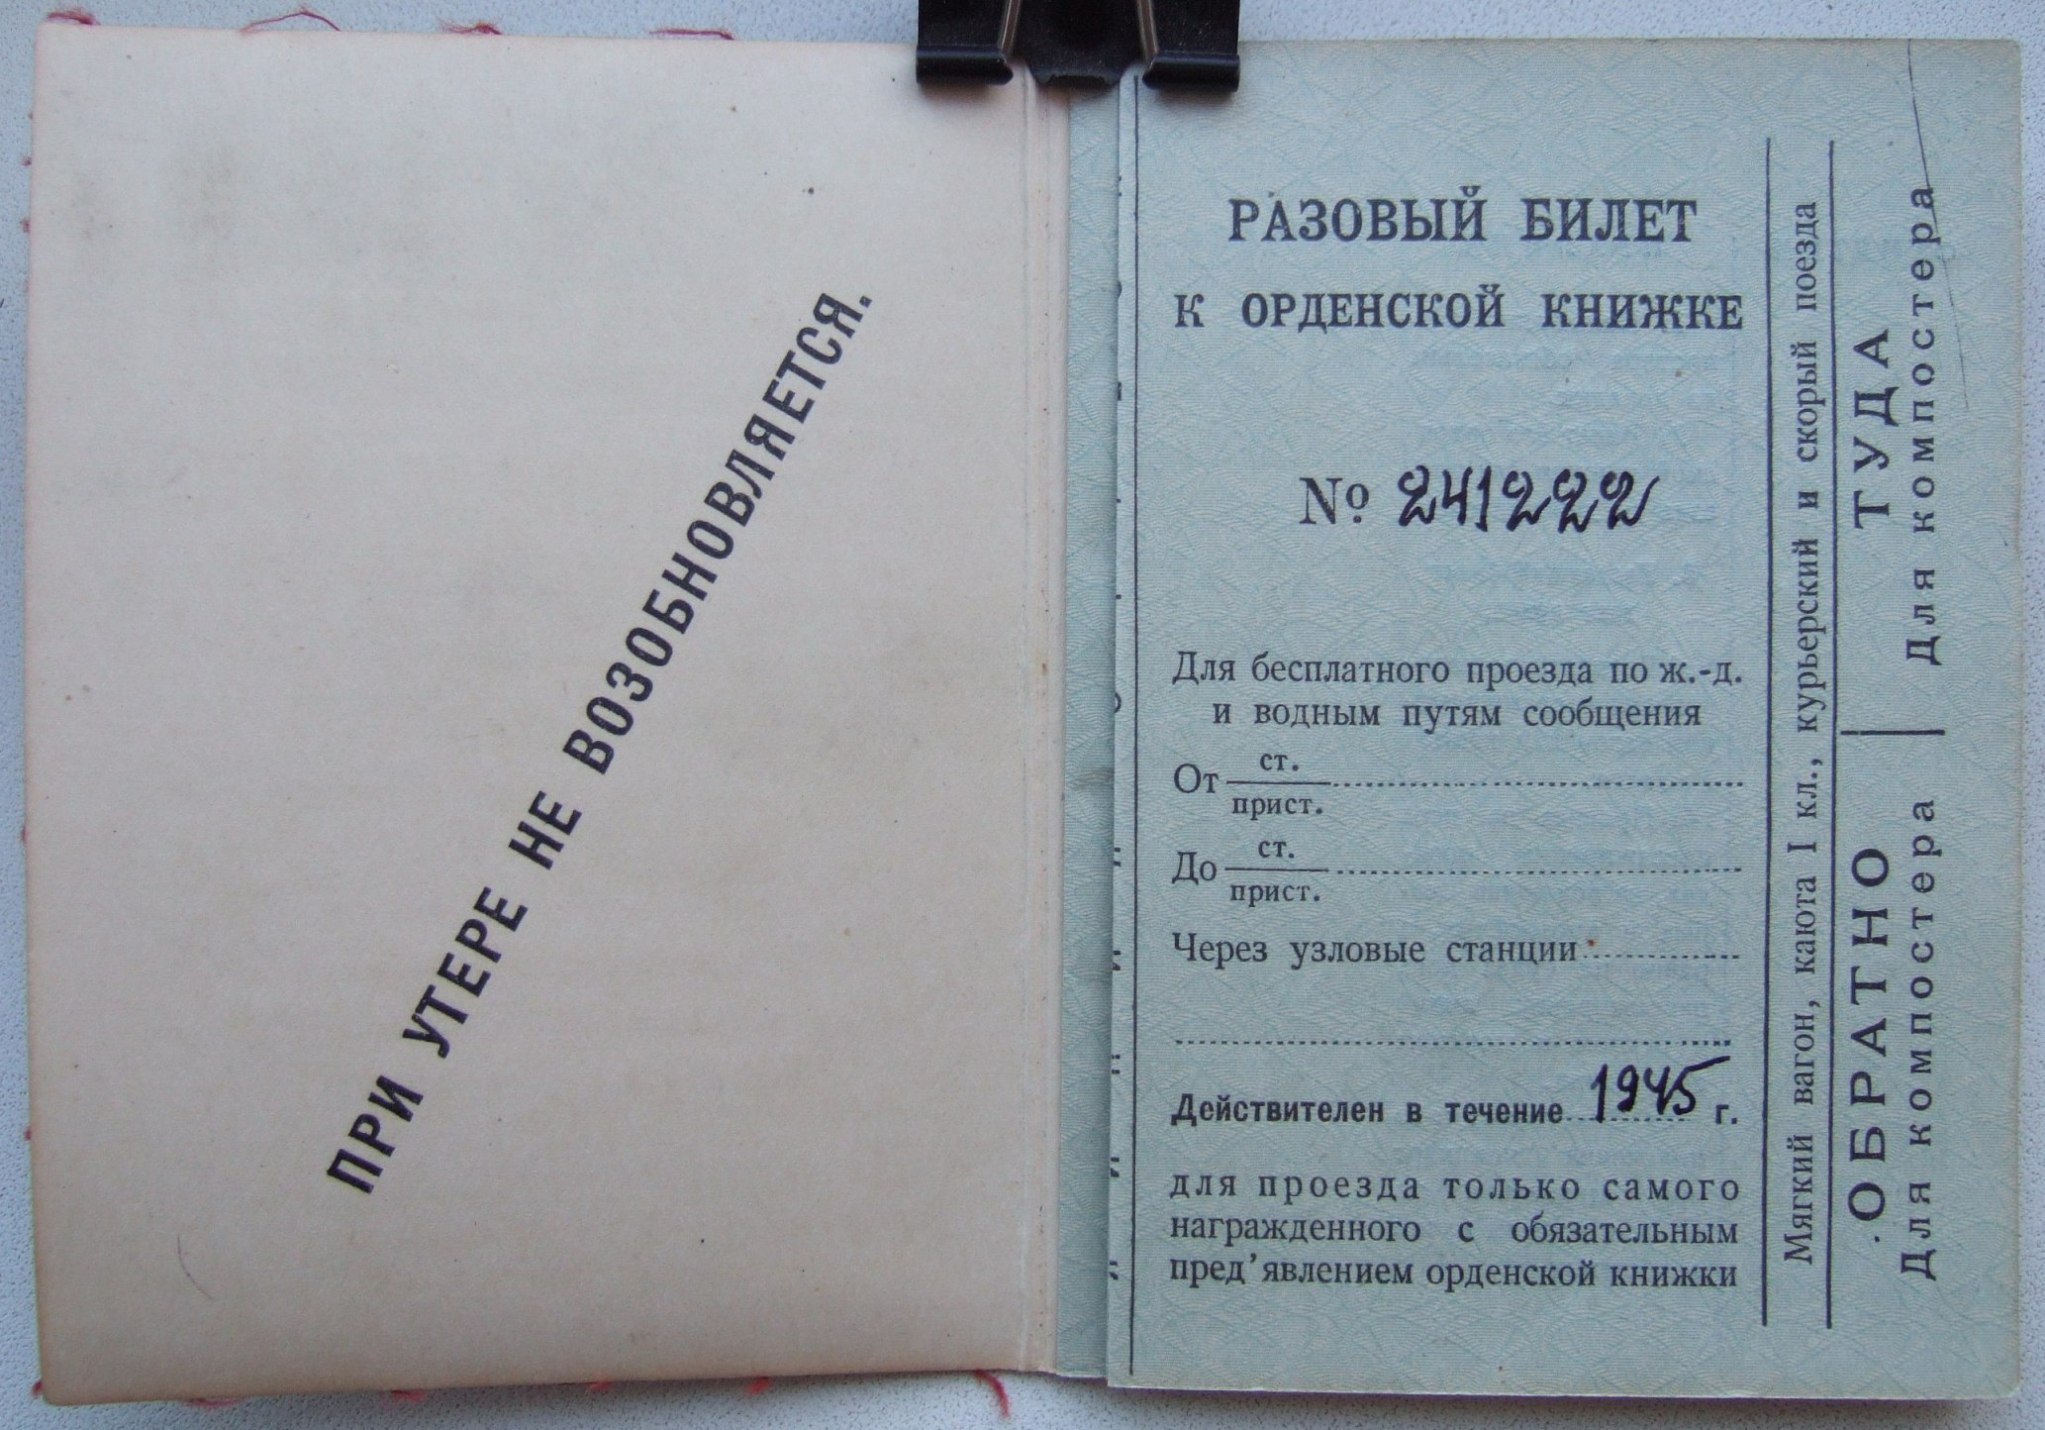 ПРИ УТЕРЕ НЕ ВОЗОБНОВЛЯЕТСЯ.
РАЗОВЫЙ БИЛЕТ
К ОРДЕНСКОЙ КНИЖКЕ
№ 241222
Для бесплатного проезда по ж.-д.
и водным путям сообщения
От ст.
прист.
До ст.
прист.
Через узловые станции
Действителен в течение 1945 г.
для проезда только самого
награжденного с обязательным
пред'явлением орденской книжки
Мягкий вагон, каюта I кл., курьерский и скорый поезда
ОБРАТНО
Для компостера
ТУДА
Для компостера